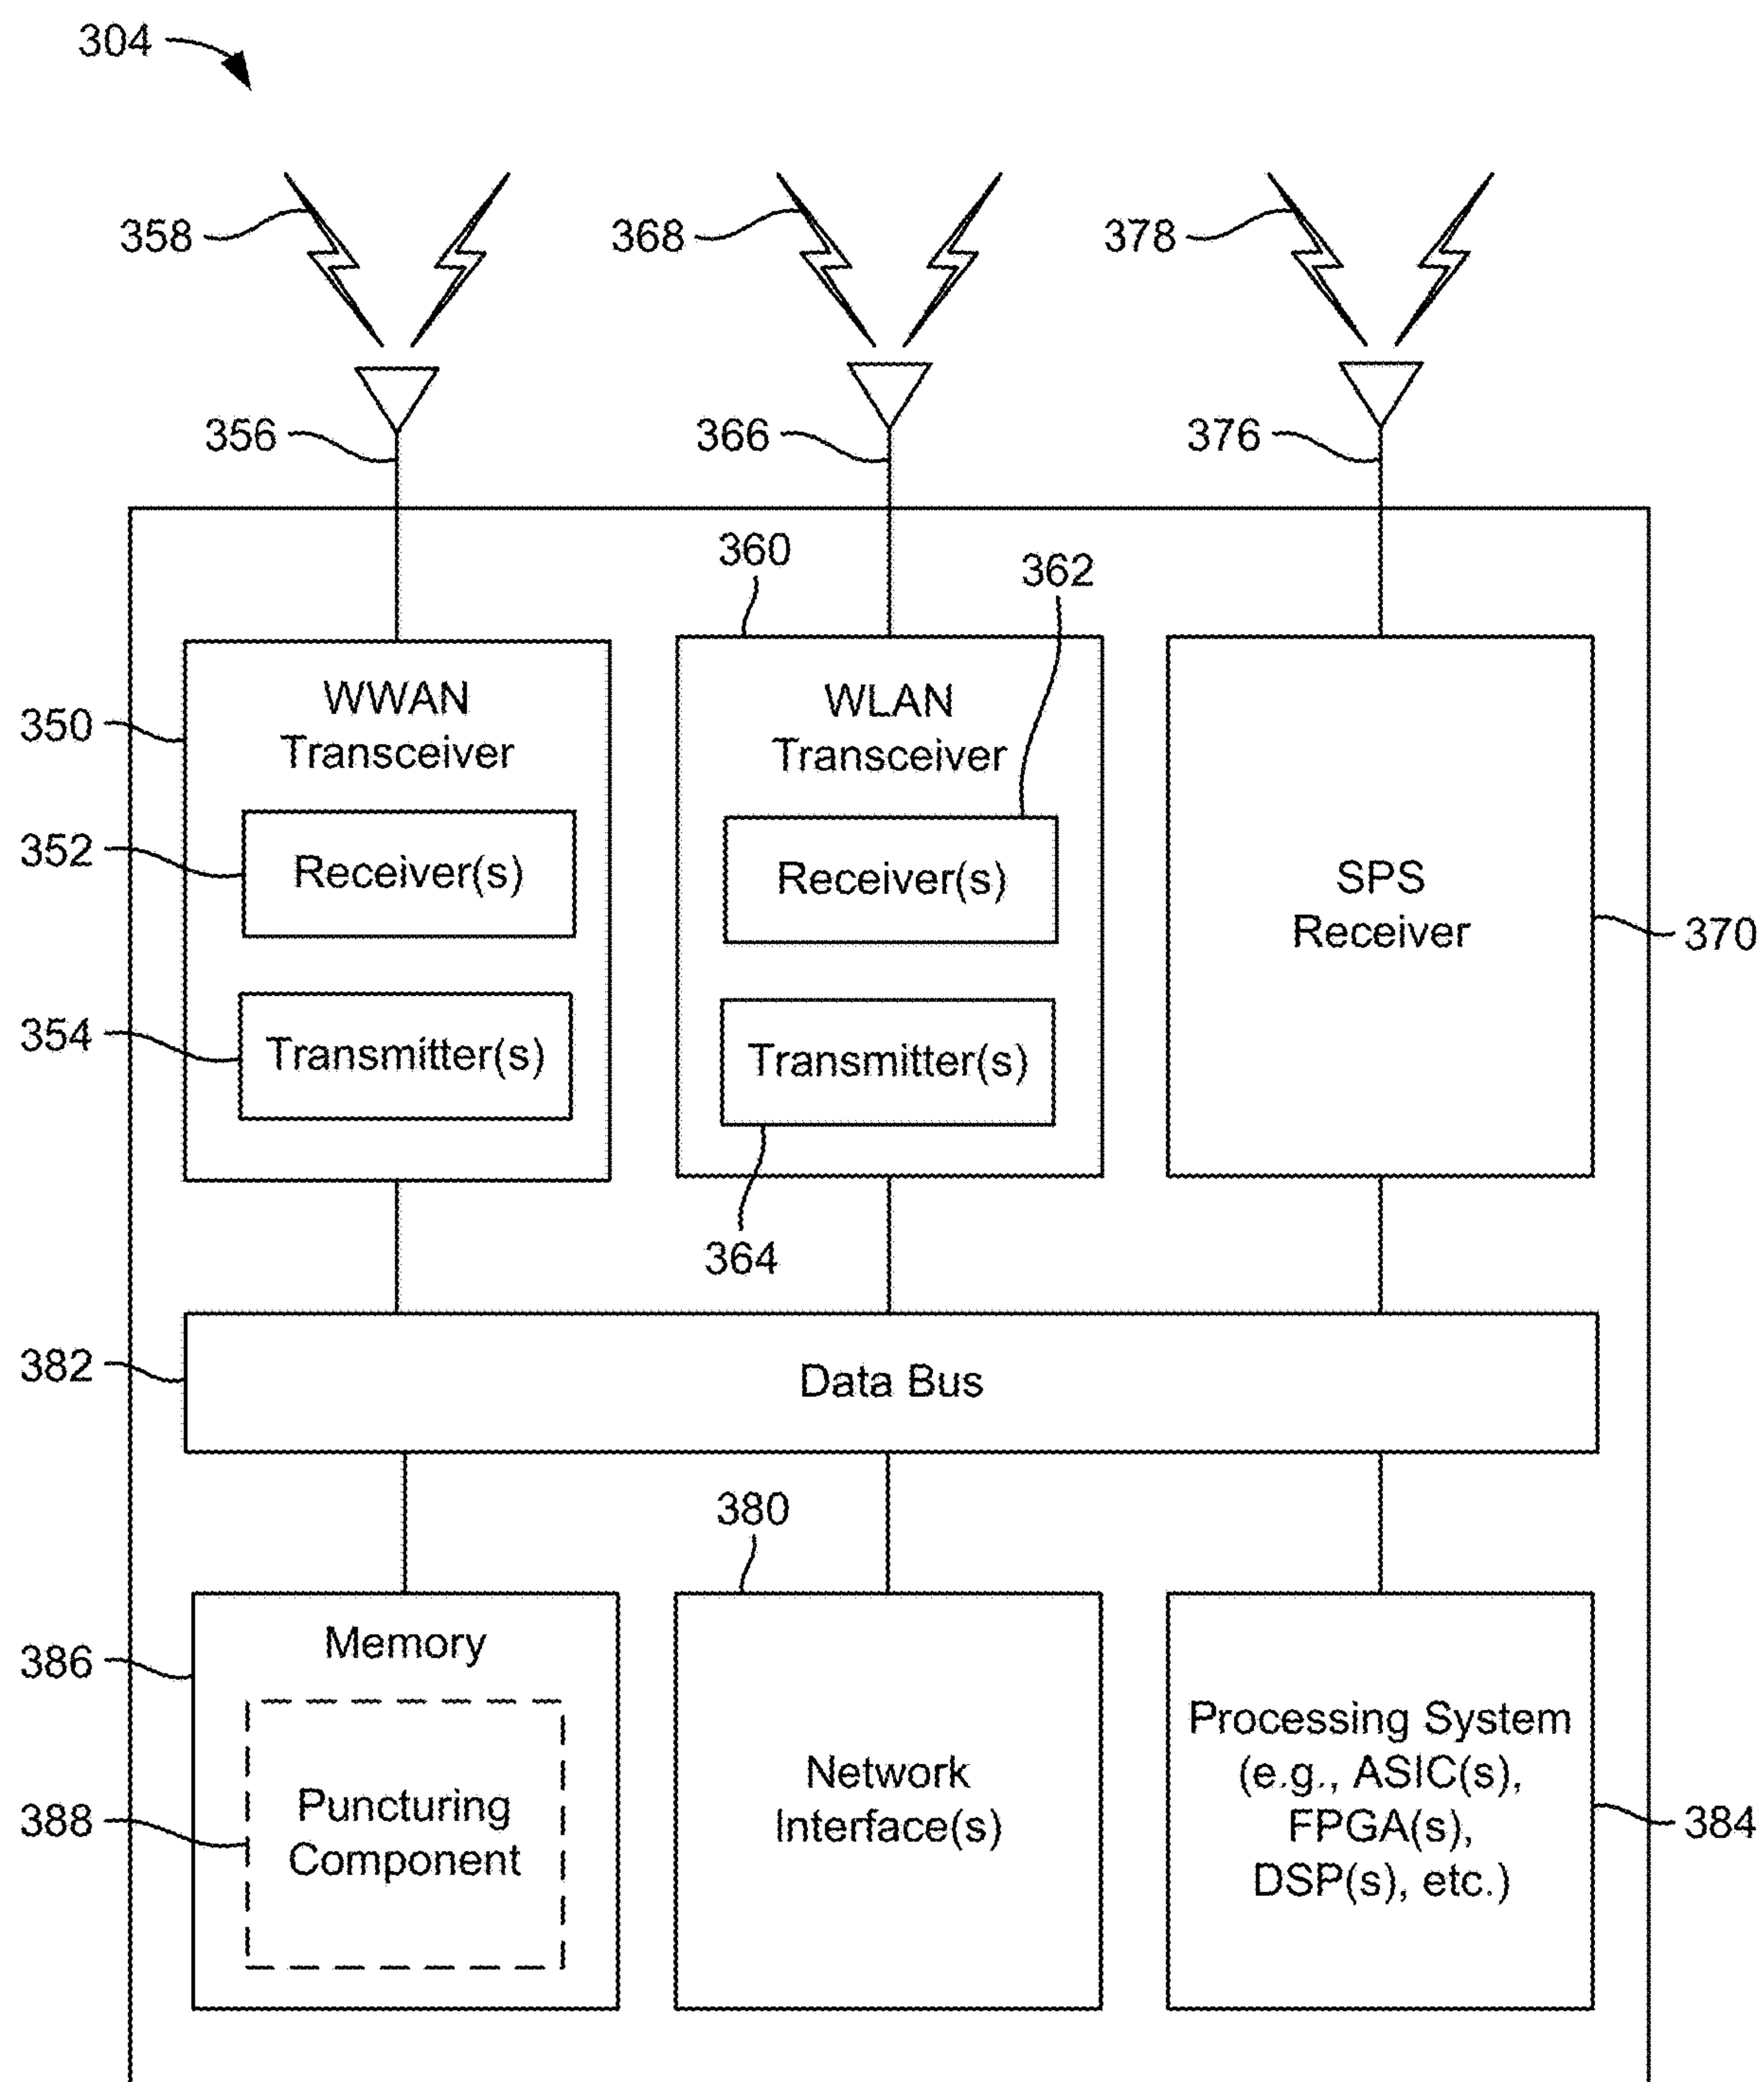 304
358
368
378
356
366
376
360
362
350
WWAN
Transceiver
WLAN
Transceiver
352
Receiver(s)
Receiver(s)
SPS
Receiver
370
354
Transmitter(s)
Transmitter(s)
364
382
Data Bus
380
386
Memory
388
Puncturing
Component
Network
Interface(s)
Processing System
(e.g., ASIC(s),
FPGA(s),
DSP(s), etc.)
384